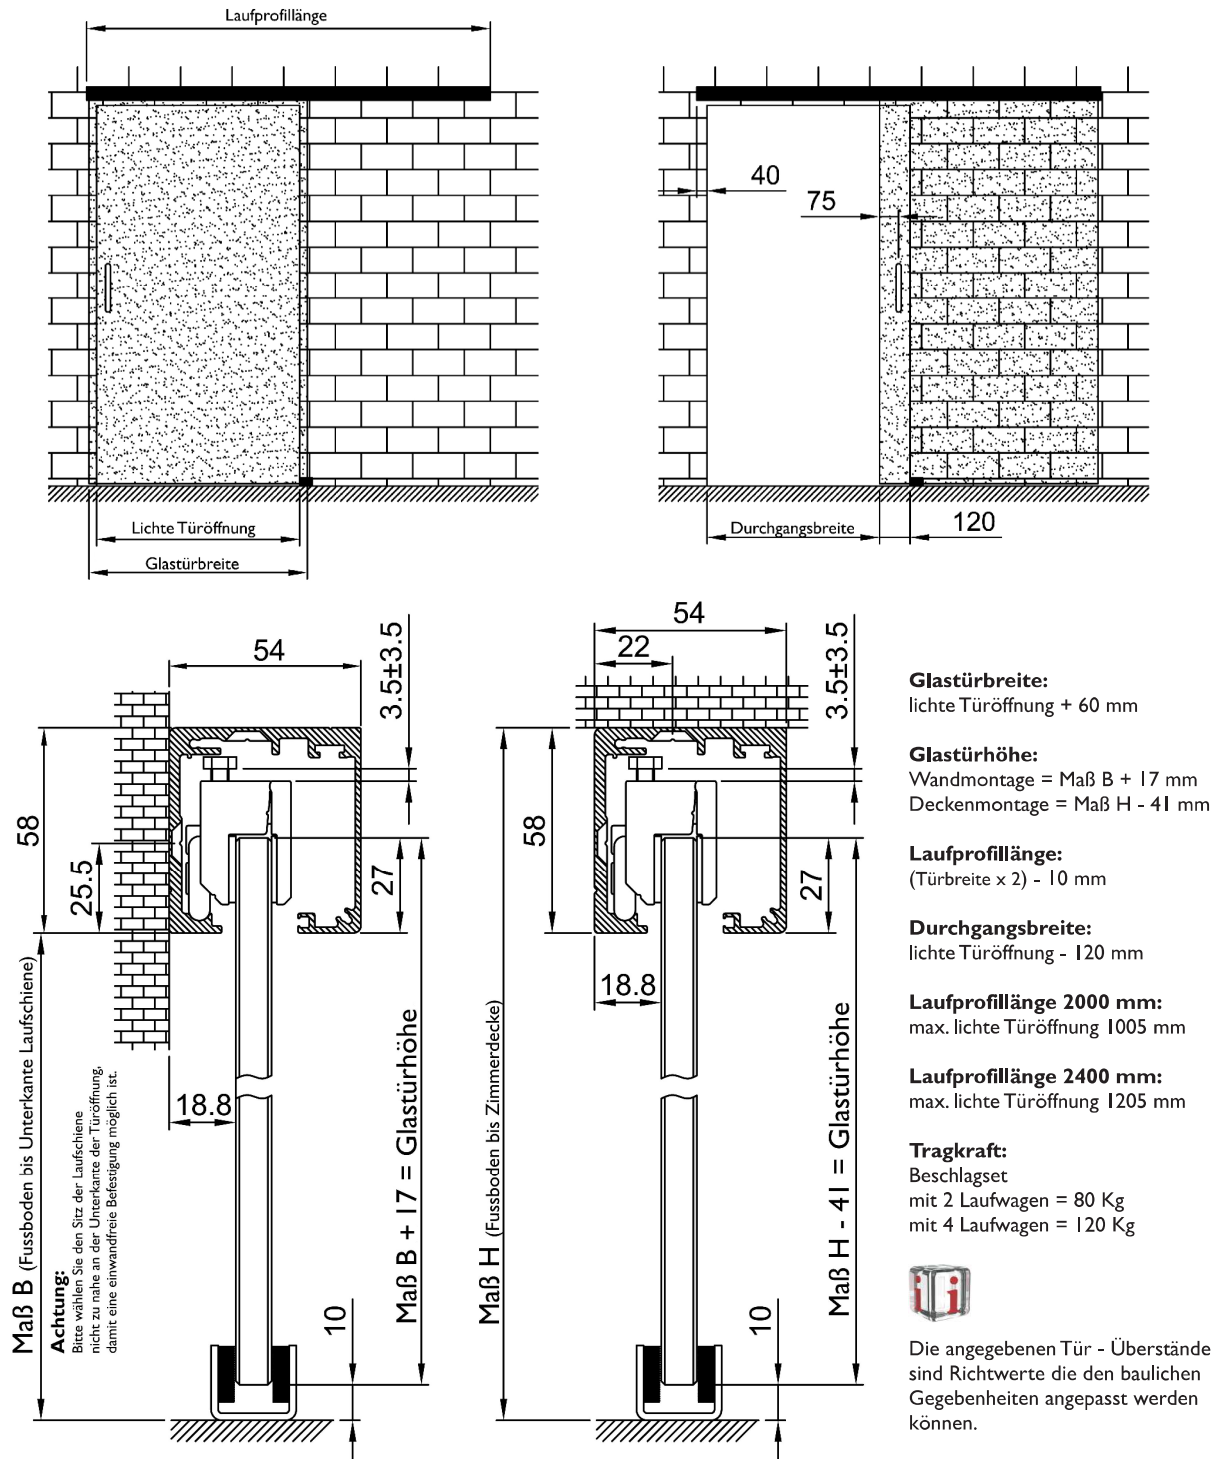 Laufprofillänge
40
75
Lichte Türöffnung
Glastürbreite
Durchgangsbreite
120
54
3.5±3.5
58
25.5
27
18.8
Maß B (Fussboden bis Unterkante Laufschiene)
Achtung:
Bitte wählen Sie den Sitz der Laufschiene
nicht zu nahe an der Unterkante der Türöffnung,
damit eine einwandfreie Befestigung möglich ist.
Maß B + 17 = Glastürhöhe
10
54
22
3.5±3.5
58
27
18.8
Maß H (Fussboden bis Zimmerdecke)
Maß H - 41 = Glastürhöhe
10
Glastürbreite:
lichte Türöffnung + 60 mm
Glastürhöhe:
Wandmontage = Maß B + 17 mm
Deckenmontage = Maß H - 41 mm
Laufprofillänge:
(Türbreite x 2) - 10 mm
Durchgangsbreite:
lichte Türöffnung - 120 mm
Laufprofillänge 2000 mm:
max. lichte Türöffnung 1005 mm
Laufprofillänge 2400 mm:
max. lichte Türöffnung 1205 mm
Tragkraft:
Beschlagset
mit 2 Laufwagen = 80 Kg
mit 4 Laufwagen = 120 Kg
i i
Die angegebenen Tür - Überstände
sind Richtwerte die den baulichen
Gegebenheiten angepasst werden
können.